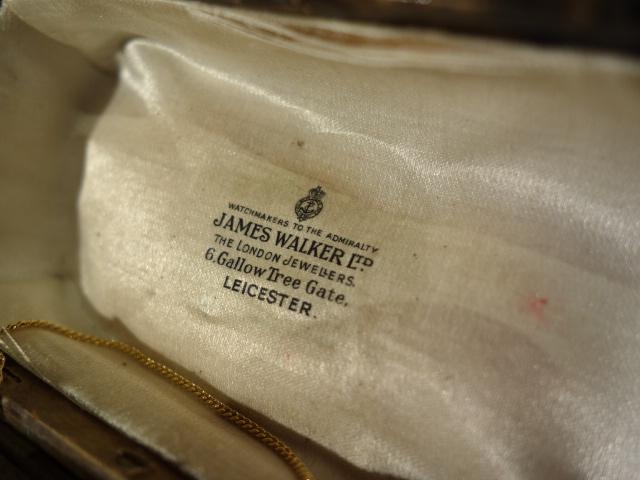 WATCHMAKERS TO THE ADMIRALTY
JAMES WALKER LTD
THE LONDON JEWELLERS.
6, Gallow Tree Gate,
LEICESTER.